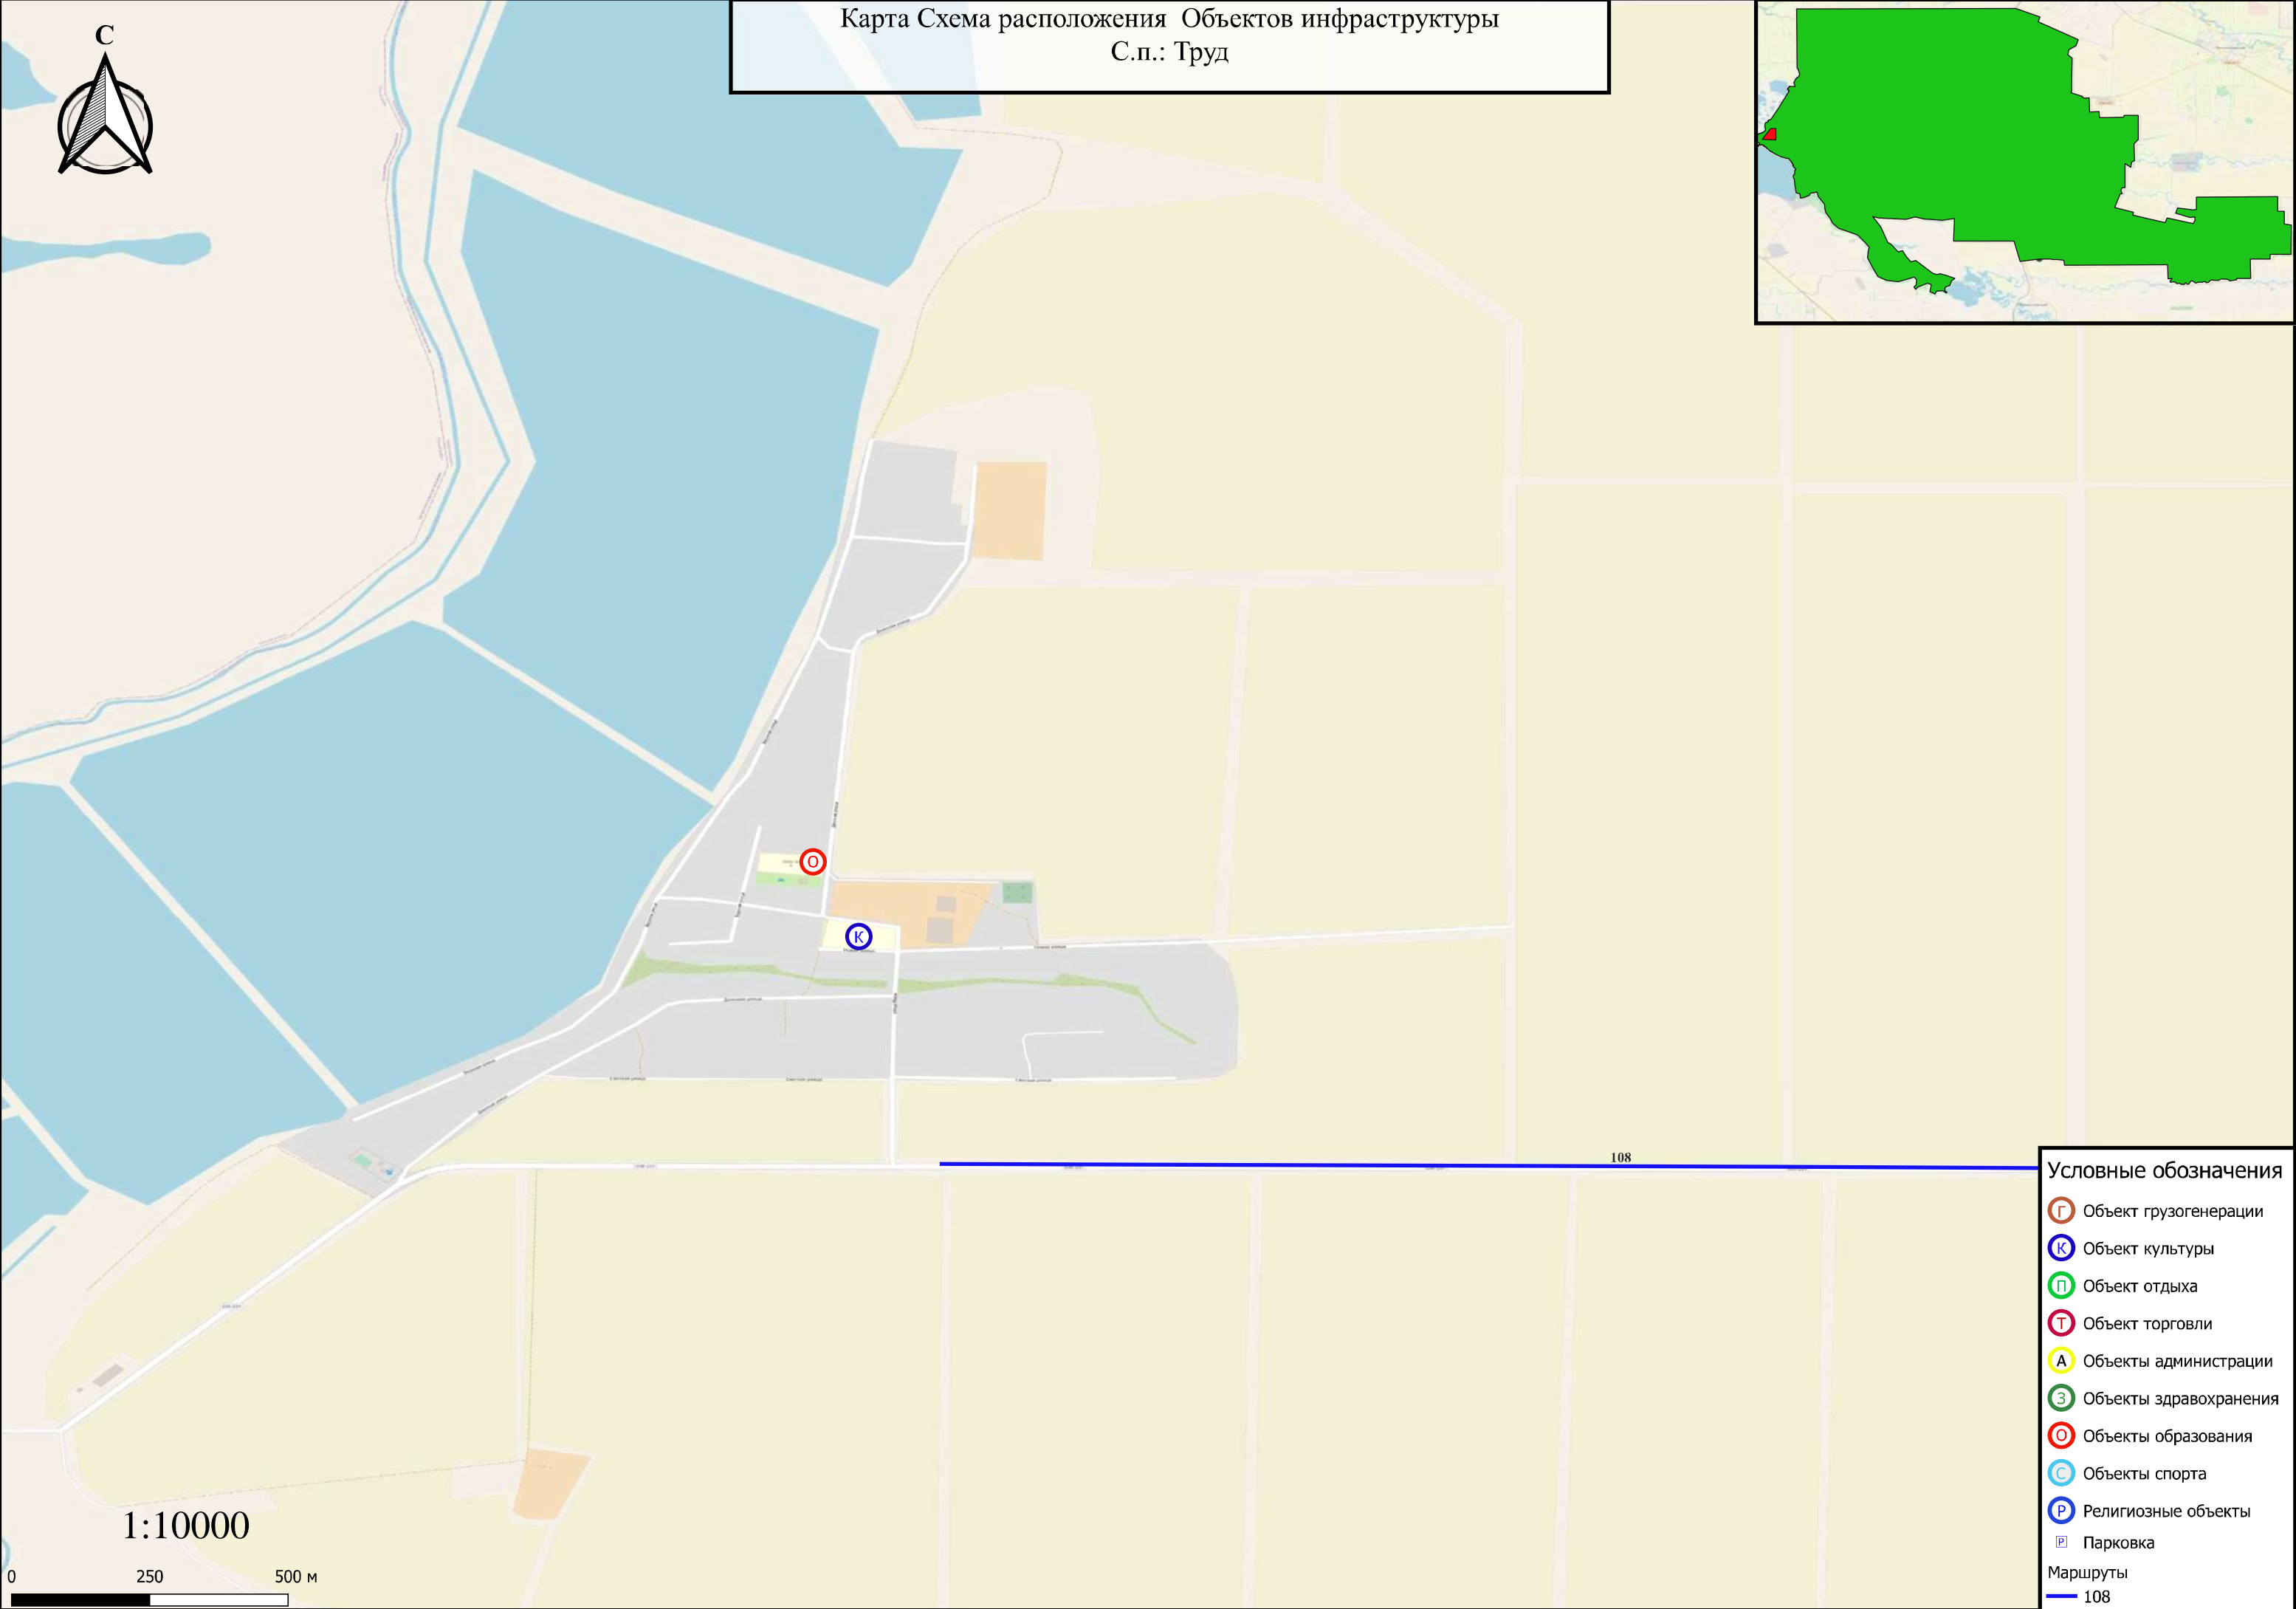 Карта Схема расположения Объектов инфраструктуры
С.п.: Труд
С
О
К
108
Условные обозначения
Г Объект грузогенерации
К Объект культуры
П Объект отдыха
Т Объект торговли
А Объекты администрации
З Объекты здравохранения
О Объекты образования
С Объекты спорта
Р Религиозные объекты
Р Парковка
Маршруты
108
1:10000
0 250 500 м